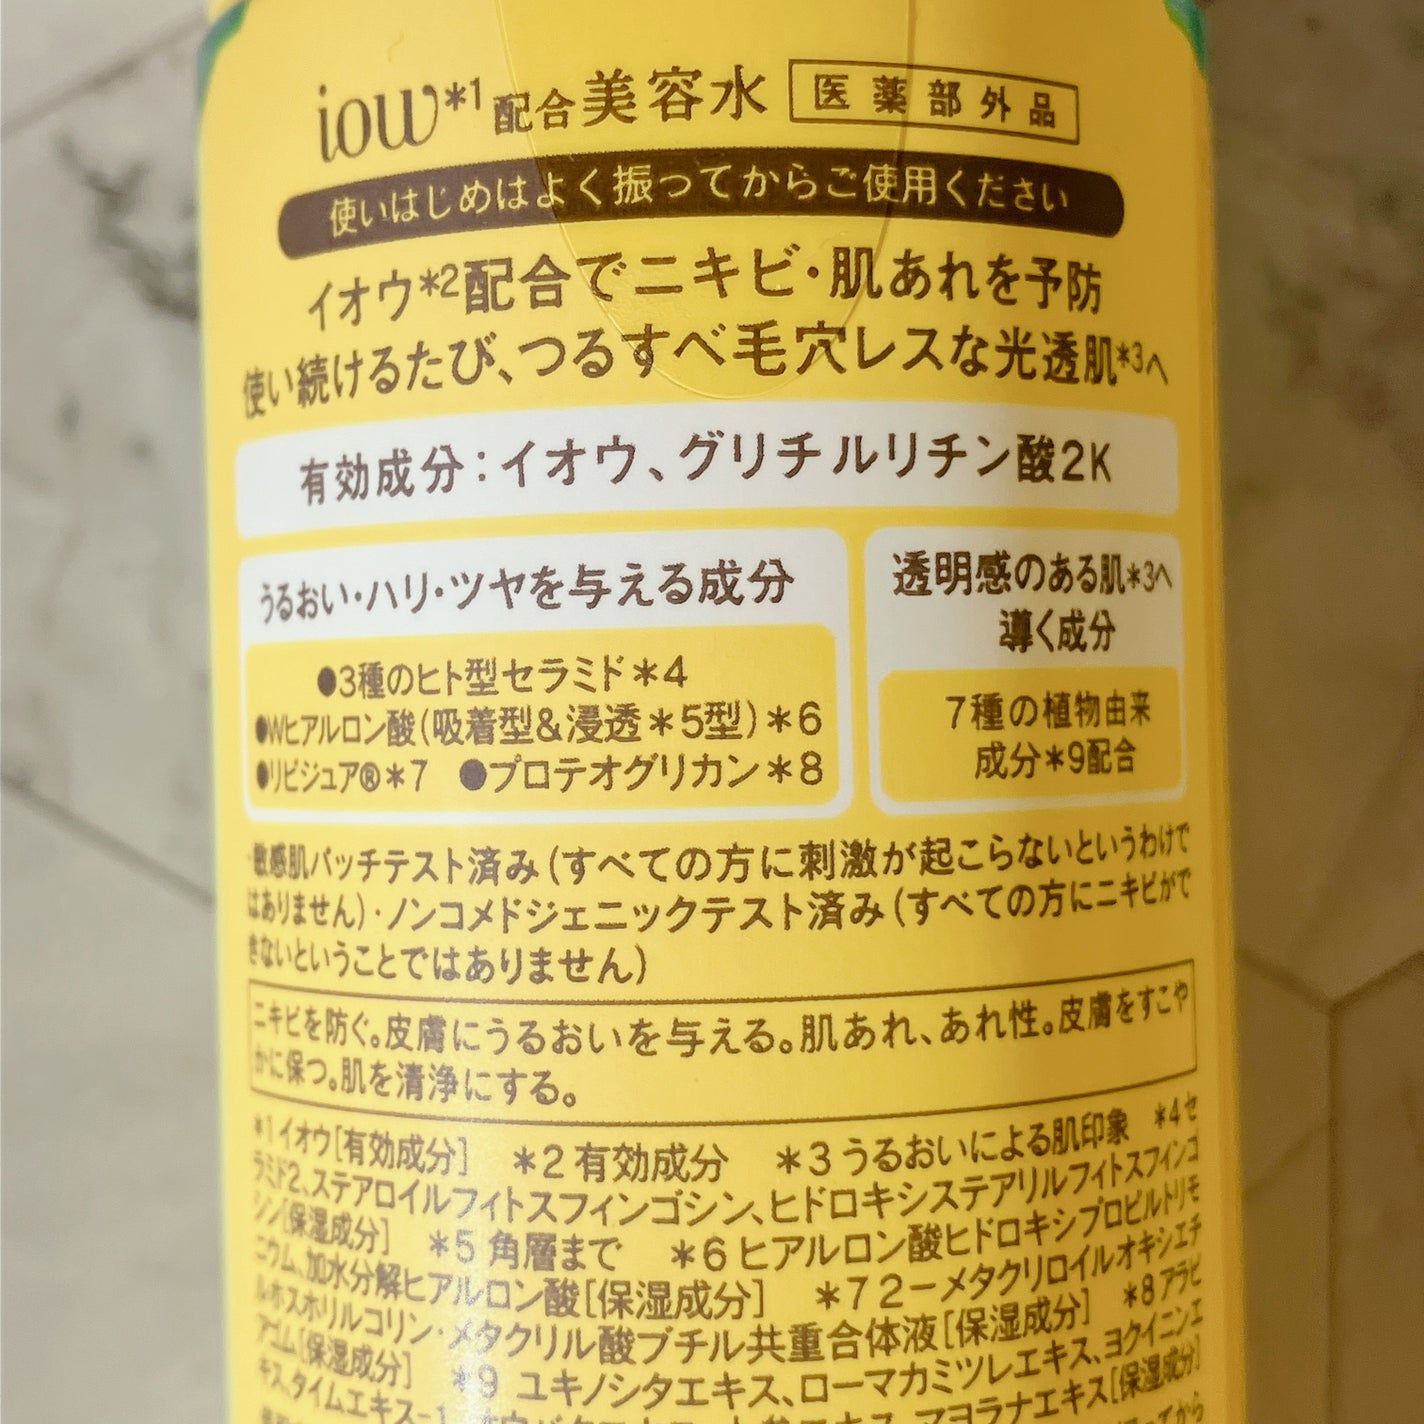 iow*1配合美容水 医薬部外品
使いはじめはよく振ってからご使用ください
イオウ*2配合でニキビ・肌あれを予防
使い続けるたび、つるすべ毛穴レスな光透肌*3へ
有効成分：イオウ、グリチルリチン酸2K
うるおい・ハリ・ツヤを与える成分
●3種のヒト型セラミド*4
●Wヒアルロン酸（吸着型&浸透*5型）*6
●リピジュア®*7 ●プロテオグリカン*8
透明感のある肌*3へ
導く成分
7種の植物由来
成分*9配合
・敏感肌パッチテスト済み（すべての方に刺激が起こらないというわけで
はありません）・ノンコメドジェニックテスト済み（すべての方にニキビがで
きないということではありません）
ニキビを防ぐ。皮膚にうるおいを与える。肌あれ、あれ性。皮膚をすこや
かに保つ。肌を清浄にする。
*1 イオウ[有効成分] *2 有効成分 *3 うるおいによる肌印象 *4 セ
ラミド2、ステアロイルフィトスフィンゴシン、ヒドロキシステアリルフィトスフィンゴ
シン[保湿成分] *5 角層まで *6 ヒアルロン酸ヒドロキシプロピルトリモ
ニウム、加水分解ヒアルロン酸[保湿成分] *7 2－メタクリロイルオキシエチ
ルホスホリルコリン・メタクリル酸ブチル共重合体液[保湿成分] *8 アラビ
アゴム[保湿成分] *9 ユキノシタエキス、ローマカミツレエキス、ヨクイニンエ
キス、タイムエキス-1、 マヨラナエキス[保湿成分]